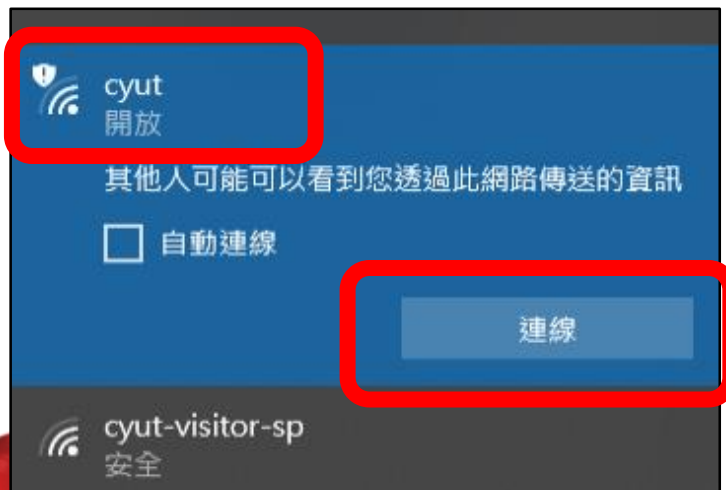 cyut
開放
其他人可能可以看到您透過此網路傳送的資訊
自動連線
連線
cyut-visitor-sp
安全